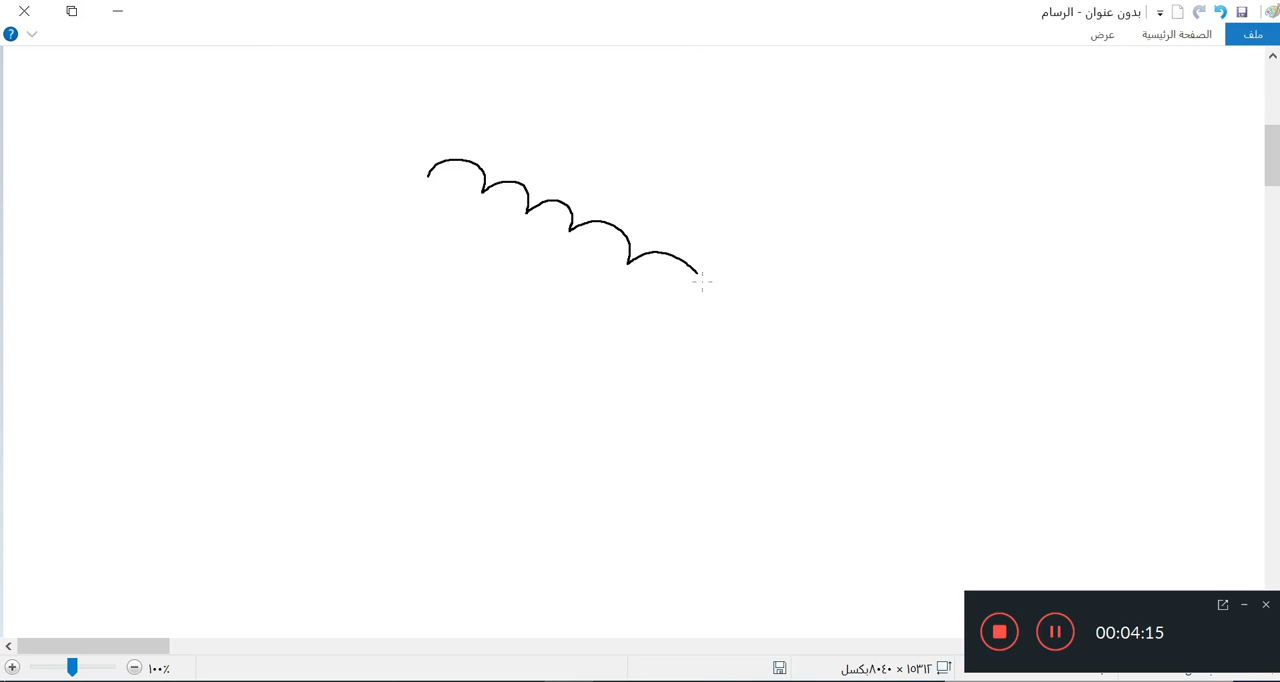 بدون عنوان - الرسام
ملف
الصفحة الرئيسية
عرض
?
00:04:15
١٥٣١٢ × ٨٠٤٠بكسل
١٠٠٪